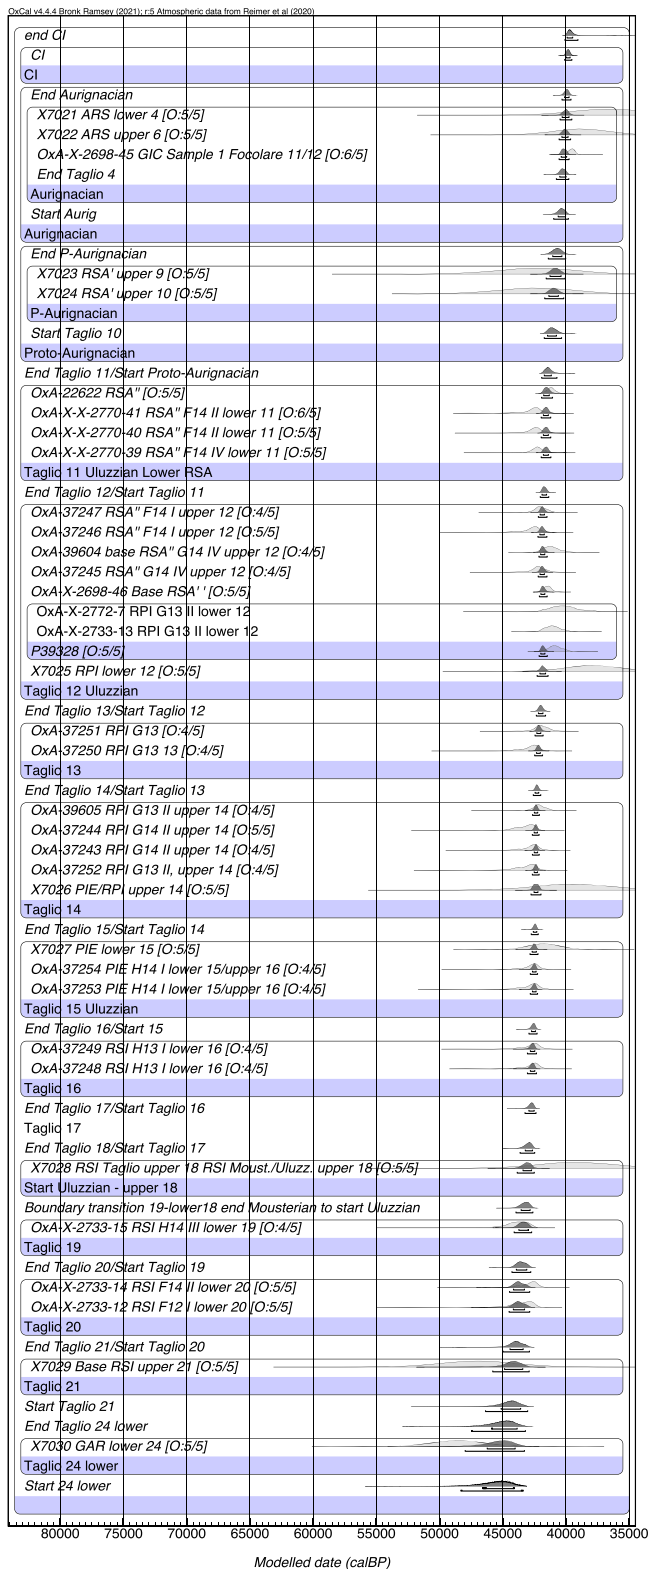 OxCal v4.4.4 Bronk Ramsey (2021); r:5 Atmospheric data from Reimer et al (2020)
end CI
CI
CI
End Aurignacian
X7021 ARS lower 4 [O:5/5]
X7022 ARS upper 6 [O:5/5]
OxA-X-2698-45 GIC Sample 1 Focolare 11/12 [O:6/5]
End Taglio 4
Aurignacian
Start Aurig
Aurignacian
End P-Aurignacian
X7023 RSA' upper 9 [O:5/5]
X7024 RSA' upper 10 [O:5/5]
P-Aurignacian
Start Taglio 10
Proto-Aurignacian
End Taglio 11/Start Proto-Aurignacian
OxA-22622 RSA" [O:5/5]
OxA-X-X-2770-41 RSA" F14 II lower 11 [O:6/5]
OxA-X-X-2770-40 RSA" F14 II lower 11 [O:5/5]
OxA-X-X-2770-39 RSA" F14 IV lower 11 [O:5/5]
Taglio 11 Uluzzian Lower RSA
End Taglio 12/Start Taglio 11
OxA-37247 RSA" F14 I upper 12 [O:4/5]
OxA-37246 RSA" F14 I upper 12 [O:5/5]
OxA-39604 base RSA" G14 IV upper 12 [O:4/5]
OxA-37245 RSA" G14 IV upper 12 [O:4/5]
OxA-X-2698-46 Base RSA' ' [O:5/5]
OxA-X-2772-7 RPI G13 II lower 12
OxA-X-2733-13 RPI G13 II lower 12
P39328 [O:5/5]
X7025 RPI lower 12 [O:5/5]
Taglio 12 Uluzzian
End Taglio 13/Start Taglio 12
OxA-37251 RPI G13 [O:4/5]
OxA-37250 RPI G13 13 [O:4/5]
Taglio 13
End Taglio 14/Start Taglio 13
OxA-39605 RPI G13 II upper 14 [O:4/5]
OxA-37244 RPI G14 II upper 14 [O:5/5]
OxA-37243 RPI G14 II upper 14 [O:4/5]
OxA-37252 RPI G13 II, upper 14 [O:4/5]
X7026 PIE/RPI upper 14 [O:5/5]
Taglio 14
End Taglio 15/Start Taglio 14
X7027 PIE lower 15 [O:5/5]
OxA-37254 PIE H14 I lower 15/upper 16 [O:4/5]
OxA-37253 PIE H14 I lower 15/upper 16 [O:4/5]
Taglio 15 Uluzzian
End Taglio 16/Start 15
OxA-37249 RSI H13 I lower 16 [O:4/5]
OxA-37248 RSI H13 I lower 16 [O:4/5]
Taglio 16
End Taglio 17/Start Taglio 16
Taglio 17
End Taglio 18/Start Taglio 17
X7028 RSI Taglio upper 18 RSI Moust./Uluzz. upper 18 [O:5/5]
Start Uluzzian - upper 18
Boundary transition 19-lower18 end Mousterian to start Uluzzian
OxA-X-2733-15 RSI H14 III lower 19 [O:4/5]
Taglio 19
End Taglio 20/Start Taglio 19
OxA-X-2733-14 RSI F14 II lower 20 [O:5/5]
OxA-X-2733-12 RSI F12 I lower 20 [O:5/5]
Taglio 20
End Taglio 21/Start Taglio 20
X7029 Base RSI upper 21 [O:5/5]
Taglio 21
Start Taglio 21
End Taglio 24 lower
X7030 GAR lower 24 [O:5/5]
Taglio 24 lower
Start 24 lower
80000 75000 70000 65000 60000 55000 50000 45000 40000 35000
Modelled date (calBP)